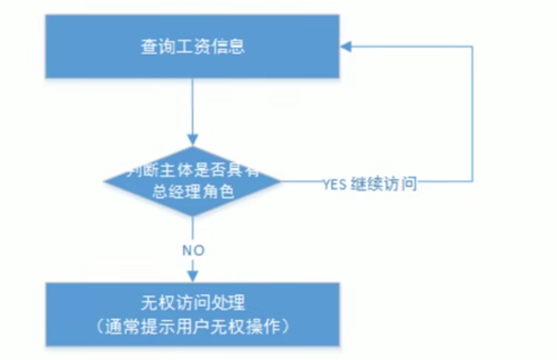 查询工资信息
判断主体是否具有
总经理角色
YES 继续访问
NO
无权访问处理
（通常提示用户无权操作）